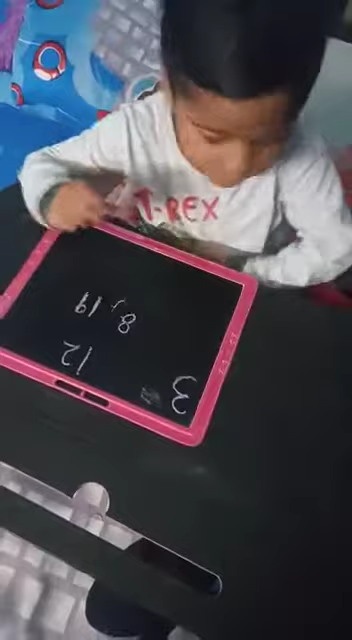 T-REX
3 = 12
8, 19